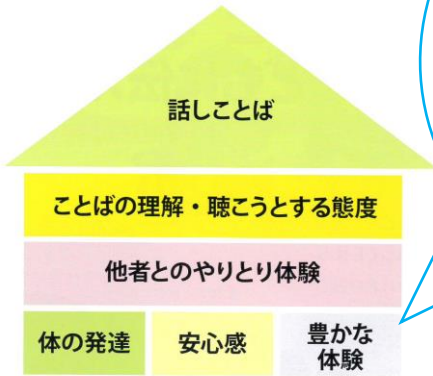 話しことば
ことばの理解・聴こうとする態度
他者とのやりとり体験
体の発達
安心感
豊かな
体験